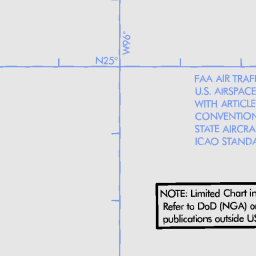 W96°
N25°
FAA AIR TRAF
U.S. AIRSPACE
WITH ARTICLE
CONVENTION
STATE AIRCRA
ICAO STANDA
NOTE: Limited Chart in
Refer to DoD (NGA) o
publications outside US